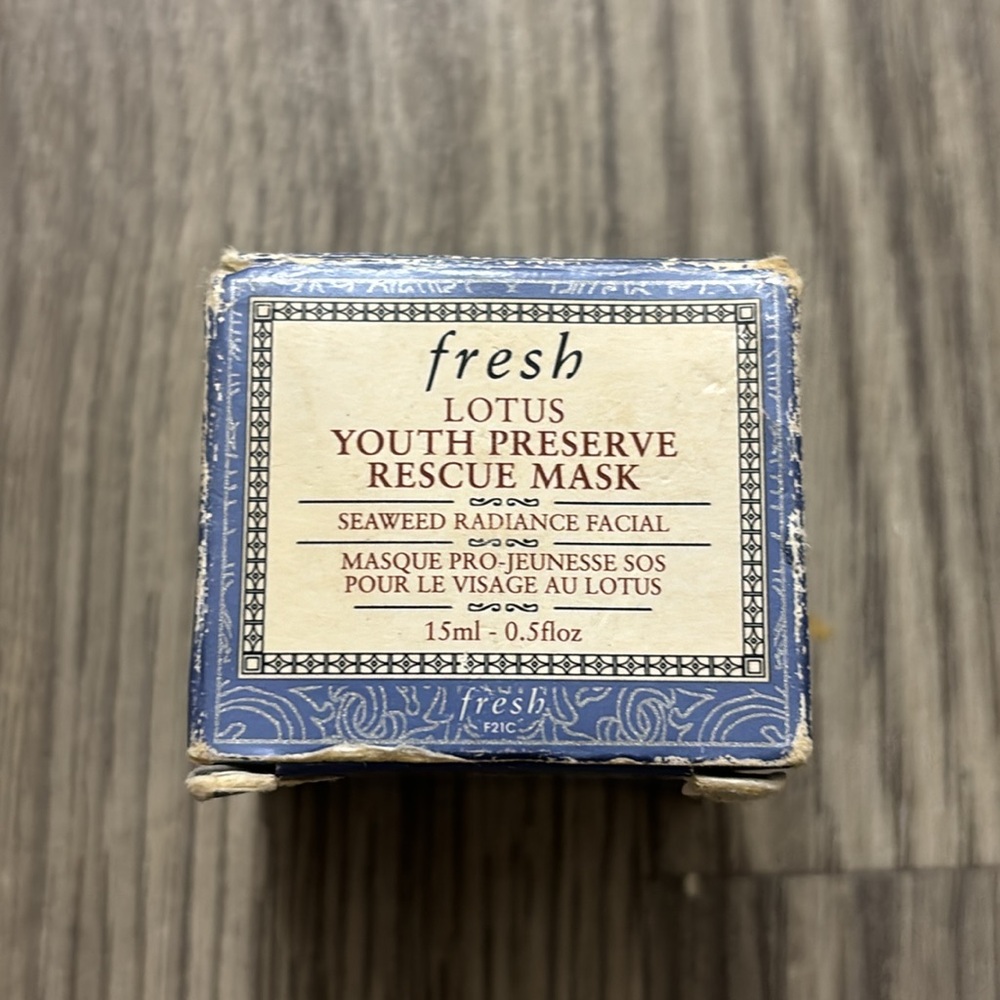 fresh
LOTUS
YOUTH PRESERVE
RESCUE MASK
SEAWEED RADIANCE FACIAL
MASQUE PRO-JEUNESSE SOS
POUR LE VISAGE AU LOTUS
15ml - 0.5floz
fresh
F21C